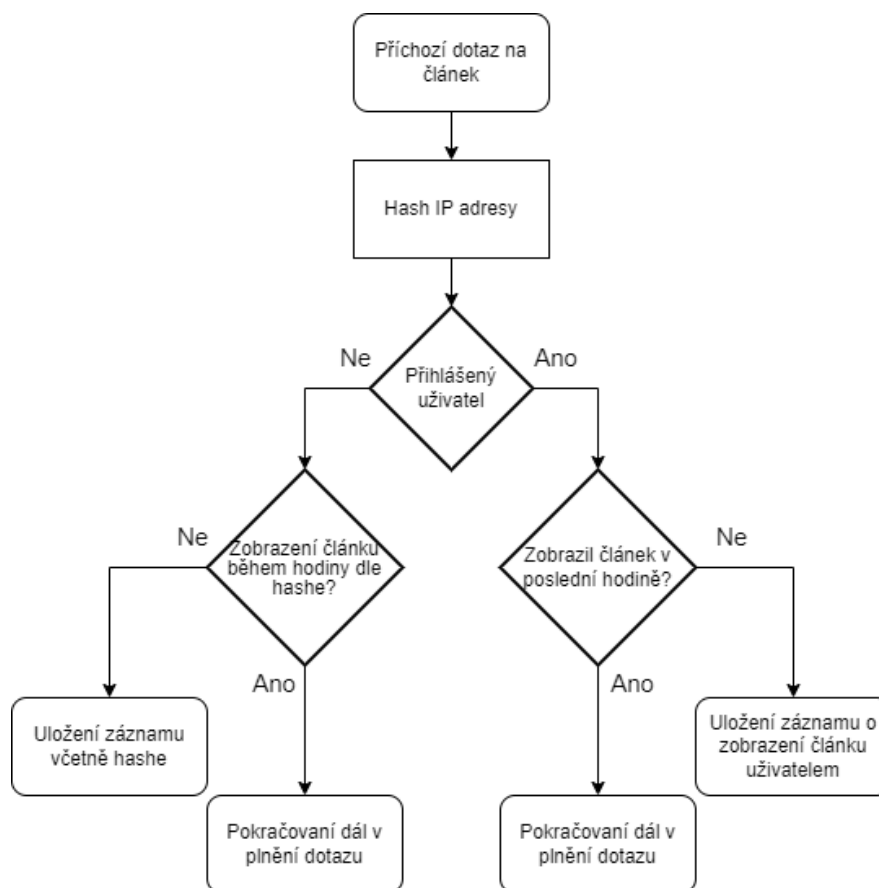 Příchozí dotaz na
článek
Hash IP adresy
Ne
Ano
Přihlášený
uživatel
Ne
Zobrazení článku
během hodiny dle
hashe?
Zobrazil článek v
poslední hodině?
Ne
Ano
Ano
Uložení záznamu
včetně hashe
Uložení záznamu o
zobrazení článku
uživatelem
Pokračovaní dál v
plnění dotazu
Pokračovaní dál v
plnění dotazu